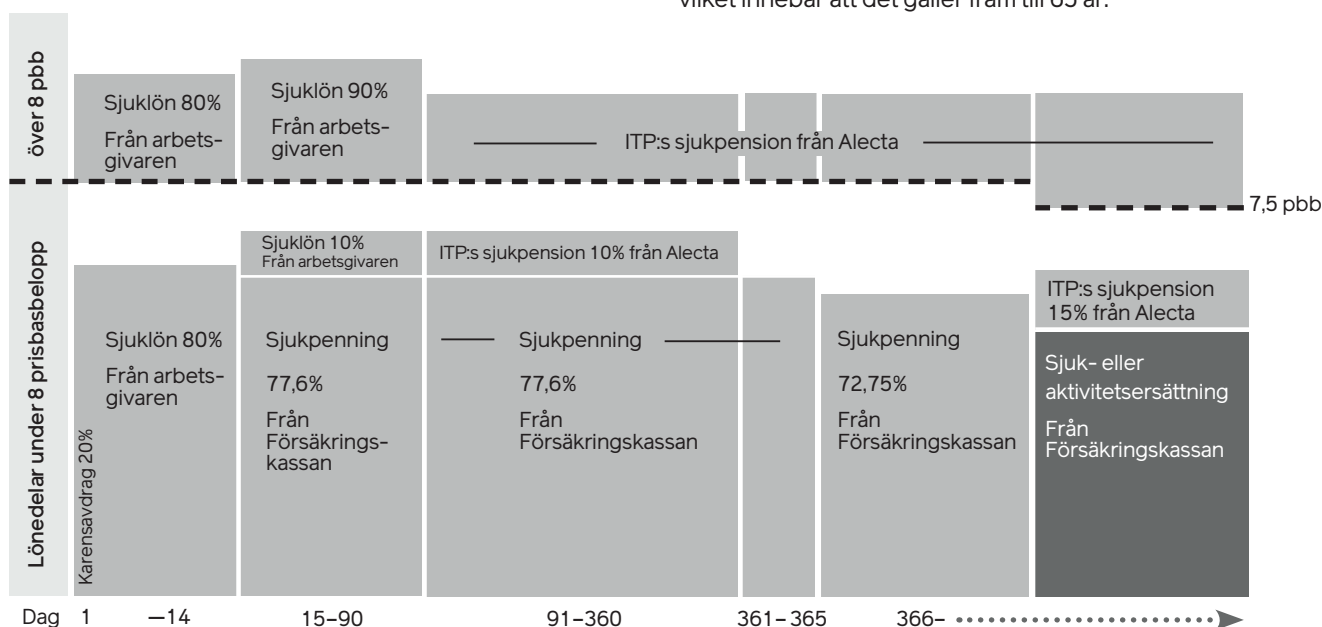 vilket innebär att det gäller fram till 65 år.
över 8 pbb
Sjuklön 80%
Från arbets-
givaren
Sjuklön 90%
Från arbets-
givaren
ITP:s sjukpension från Alecta
7,5 pbb
Lönedelar under 8 prisbasbelopp
Karensavdrag 20%
Sjuklön 80%
Från arbets-
givaren
Sjuklön 10%
Från arbetsgivaren
Sjukpenning
77,6%
Från
Försäkrings-
kassan
ITP:s sjukpension 10% från Alecta
Sjukpenning
77,6%
Från
Försäkringskassan
Sjukpenning
72,75%
Från
Försäkringskassan
ITP:s sjukpension
15% från Alecta
Sjuk- eller
aktivitetsersättning
Från
Försäkringskassan
Dag 1 –14 15–90 91–360 361–365 366–